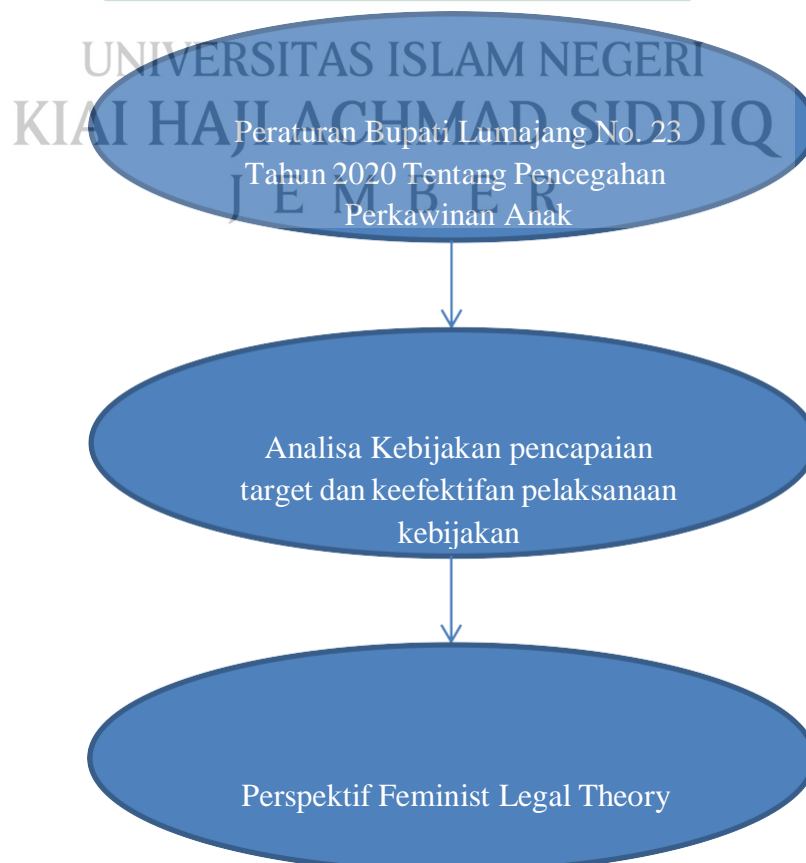 UNIVERSITAS ISLAM NEGERI
KIAI HAJI ACHMAD SIDDIQ
JEMBER
Peraturan Bupati Lumajang No. 23
Tahun 2020 Tentang Pencegahan
Perkawinan Anak
Analisa Kebijakan pencapaian
target dan keefektifan pelaksanaan
kebijakan
Perspektif Feminist Legal Theory